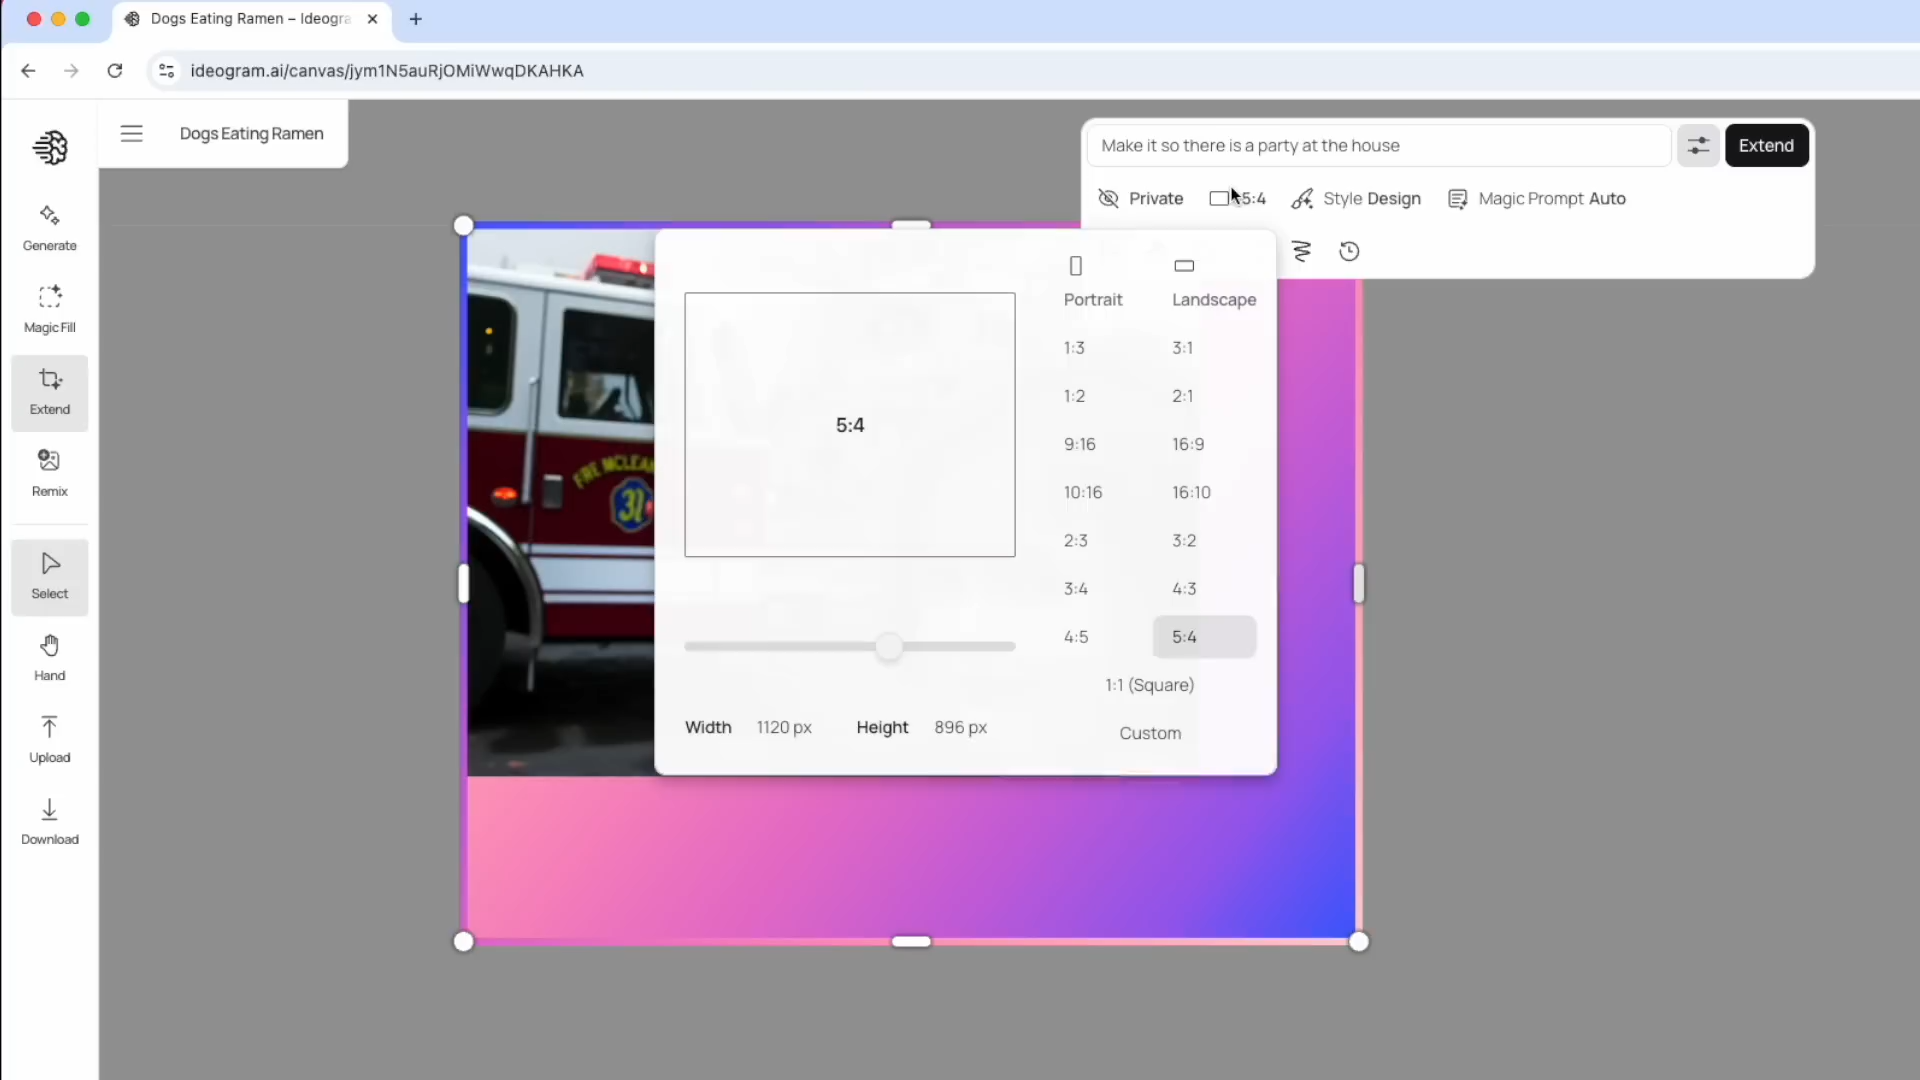 Dogs Eating Ramen – Ideogra
ideogram.ai/canvas/jym1N5auRjOMiWwqDKAHKA
Dogs Eating Ramen
Make it so there is a party at the house
Extend
Private
5:4
Style Design
Magic Prompt Auto
Generate
Magic Fill
Extend
Remix
Select
Hand
Upload
Download
FIRE MCLEAN
31
5:4
Width 1120 px Height 896 px
Portrait Landscape
1:3 3:1
1:2 2:1
9:16 16:9
10:16 16:10
2:3 3:2
3:4 4:3
4:5 5:4
1:1 (Square)
Custom